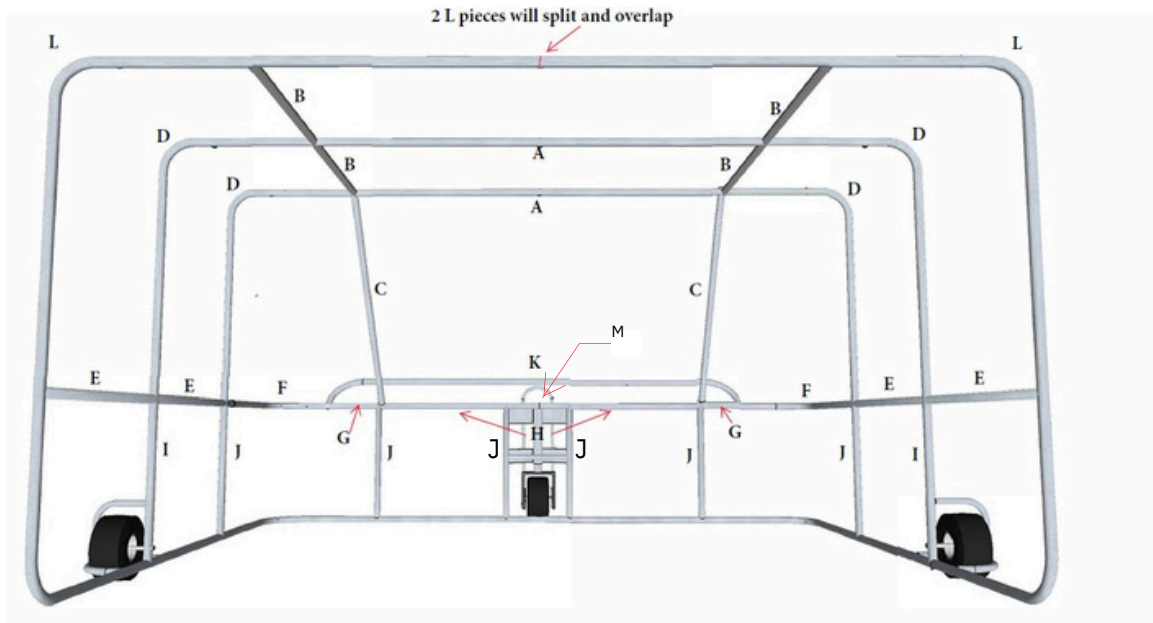 2 L pieces will split and overlap
L L
B B
D D
A
B B
D D
A
C C
M
K
E E
E F F E
G H G
I J J J J J J I